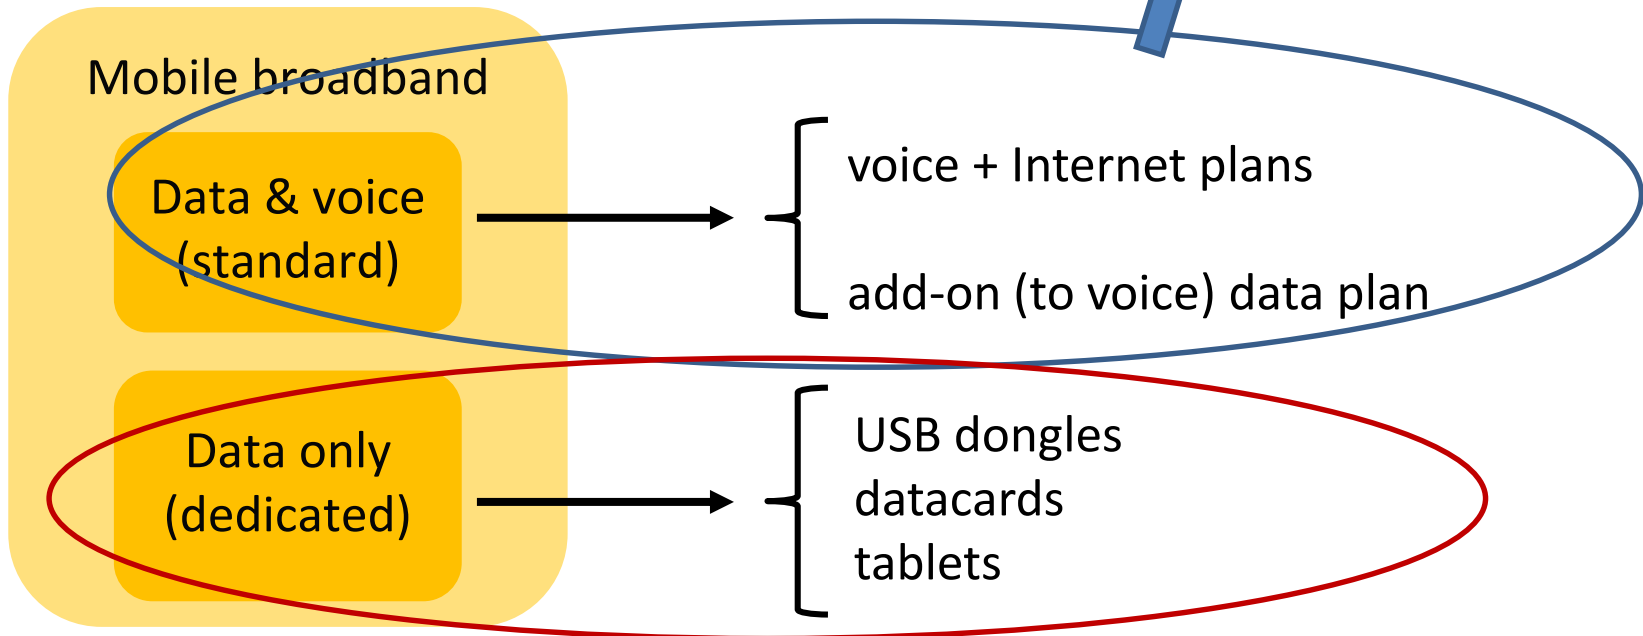 Mobile broadband
Data & voice
(standard)
voice + Internet plans
add-on (to voice) data plan
Data only
(dedicated)
USB dongles
datacards
tablets